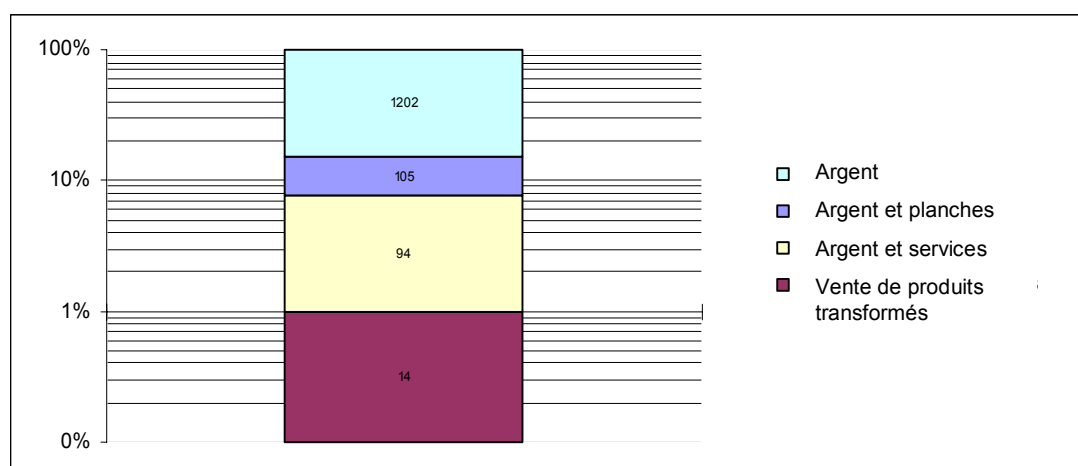 100%
10%
1%
0%
1202
105
94
14
Argent
Argent et planches
Argent et services
Vente de produits
transformés